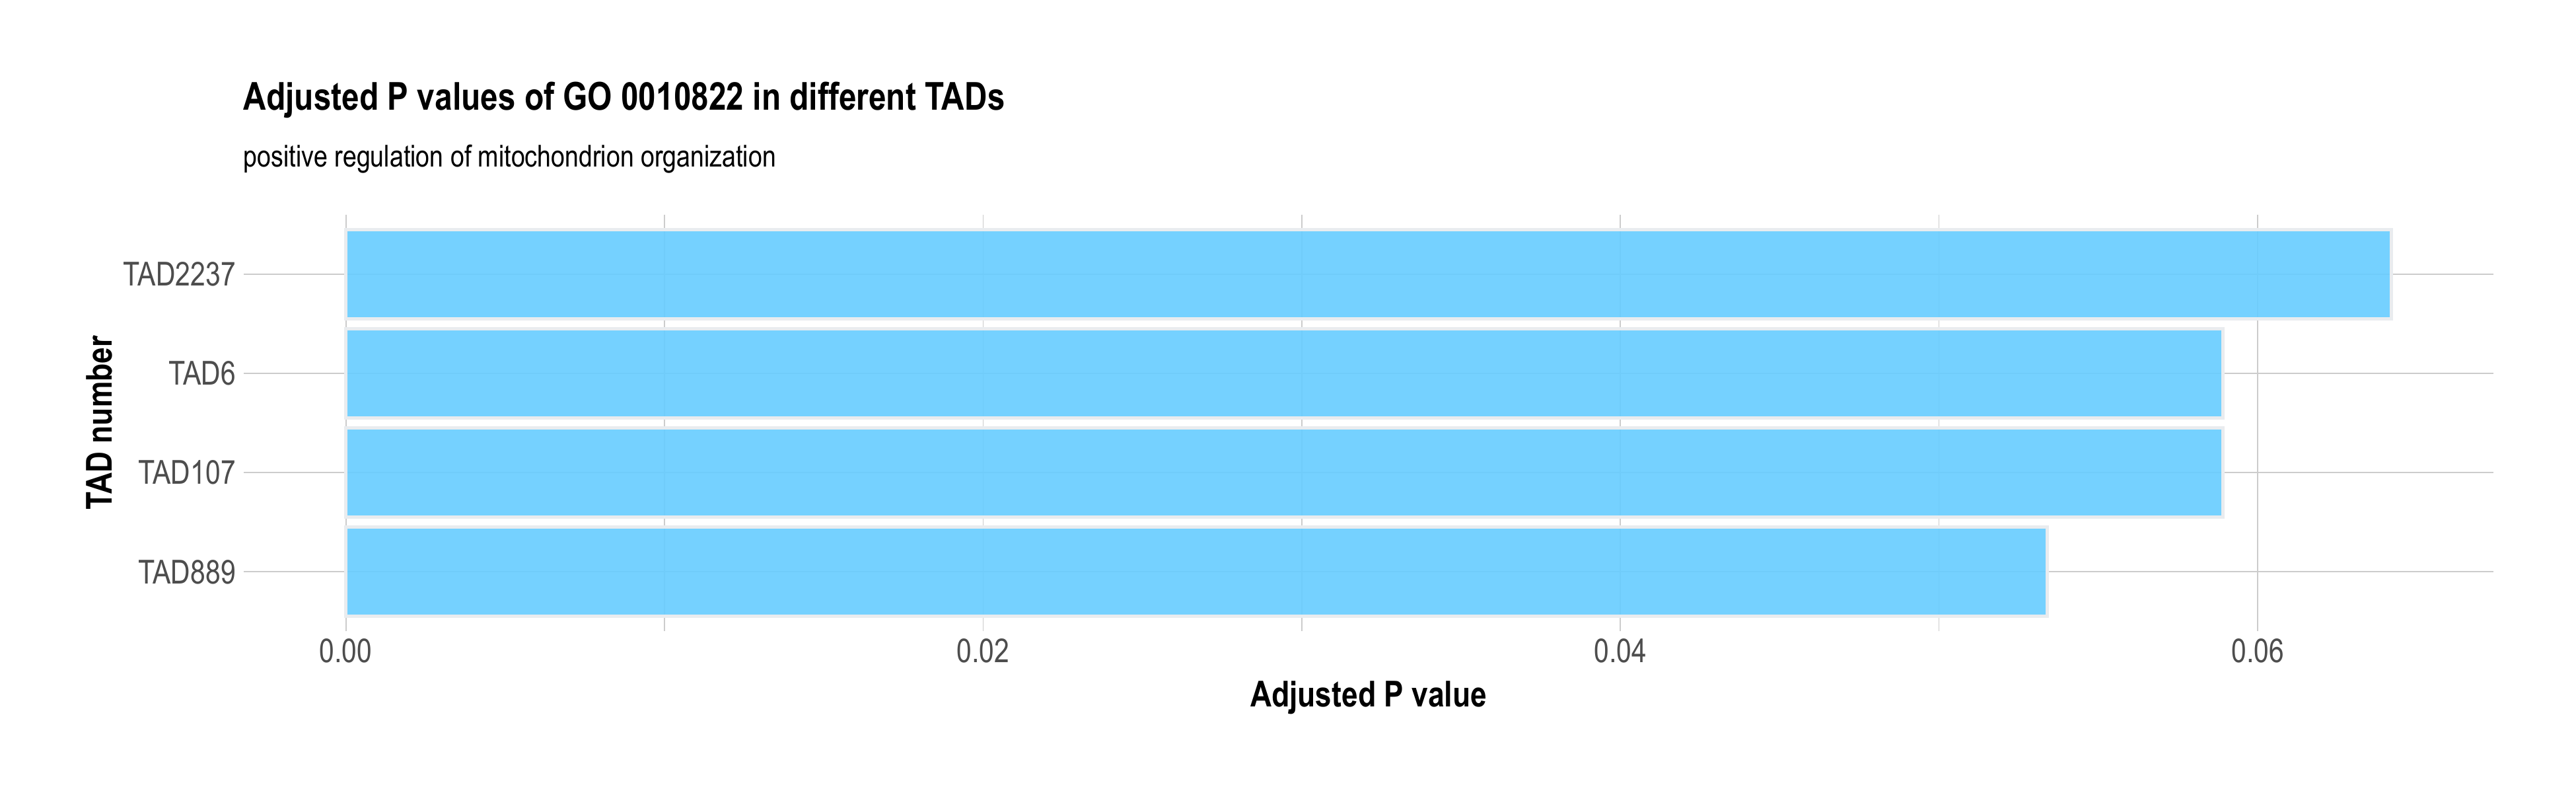 Adjusted P values of GO 0010822 in different TADs
positive regulation of mitochondrion organization
TAD number
TAD2237
TAD6
TAD107
TAD889
0.00 0.02 0.04 0.06
Adjusted P value